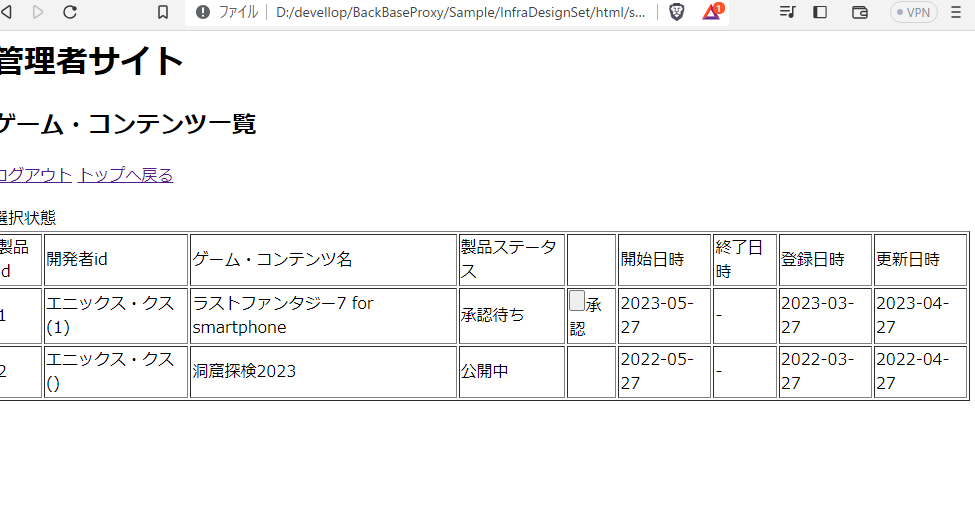 ファイル D:/devellop/BackBaseProxy/Sample/InfraDesignSet/html/s... 1 VPN
管理者サイト
ゲーム・コンテンツ一覧
ログアウト トップへ戻る
選択状態
製品id 開発者id ゲーム・コンテンツ名 製品ステータス 開始日時 終了日時 登録日時 更新日時
1 エニックス・クス(1) ラストファンタジー7 for smartphone 承認待ち 承認 2023-05-27 - 2023-03-27 2023-04-27
2 エニックス・クス() 洞窟探検2023 公開中 2022-05-27 - 2022-03-27 2022-04-27